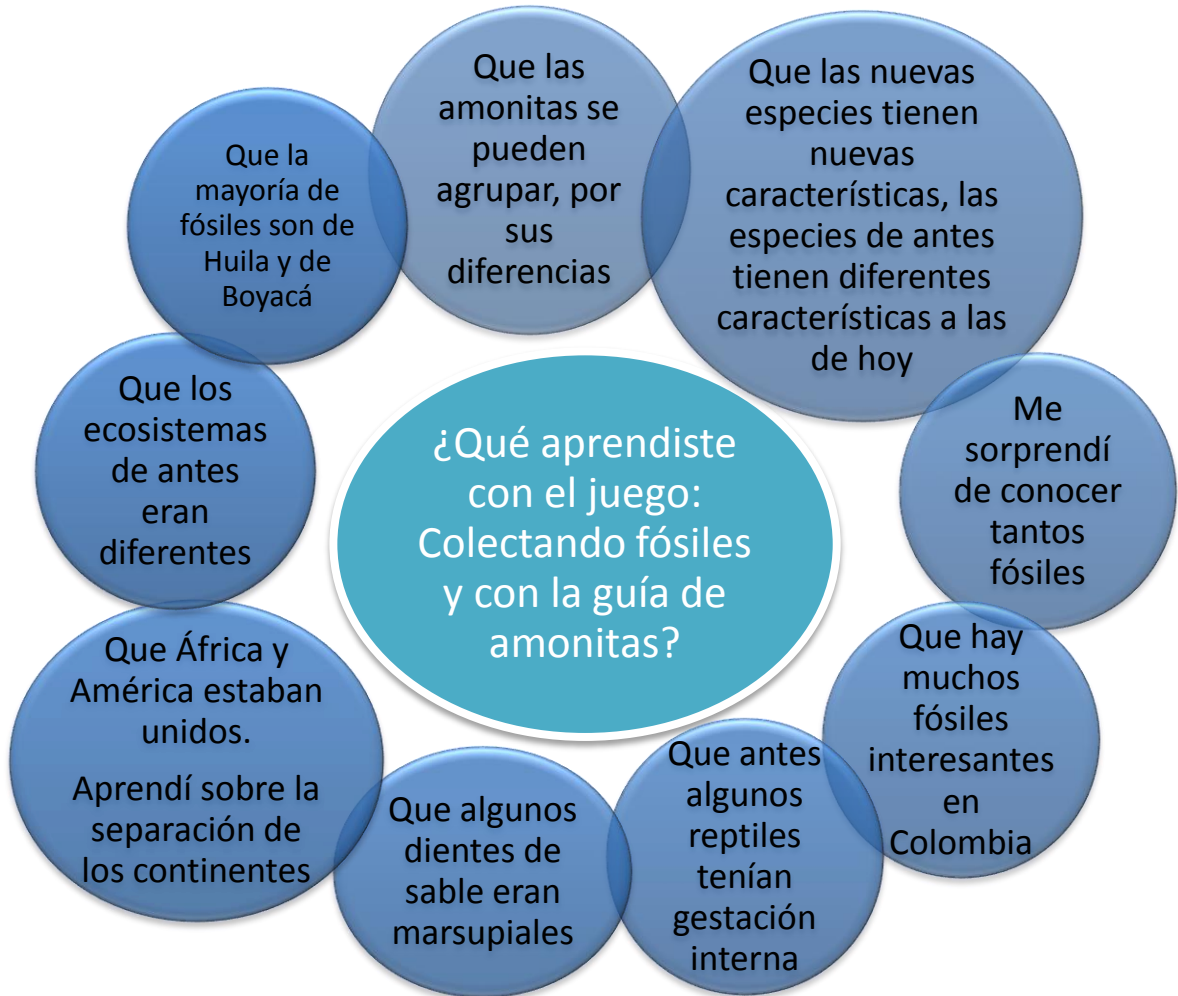 ¿Qué aprendiste
con el juego:
Colectando fósiles
y con la guía de
amonitas?
Que las
amonitas se
pueden
agrupar, por
sus
diferencias
Que las nuevas
especies tienen
nuevas
característícas, las
especies de antes
tienen diferentes
característícas a las
de hoy
Me
sorprendí
de conocer
tantos
fósiles
Que hay
muchos
fósiles
interesantes
en
Colombia
Que antes
algunos
reptiles
tenían
gestación
interna
Que algunos
dientes de
sable eran
marsupiales
Que África y
América estaban
unidos.
Aprendí sobre la
separación de
los continentes
Que los
ecosistemas
de antes
eran
diferentes
Que la
mayoría de
fósiles son de
Huila y de
Boyacá